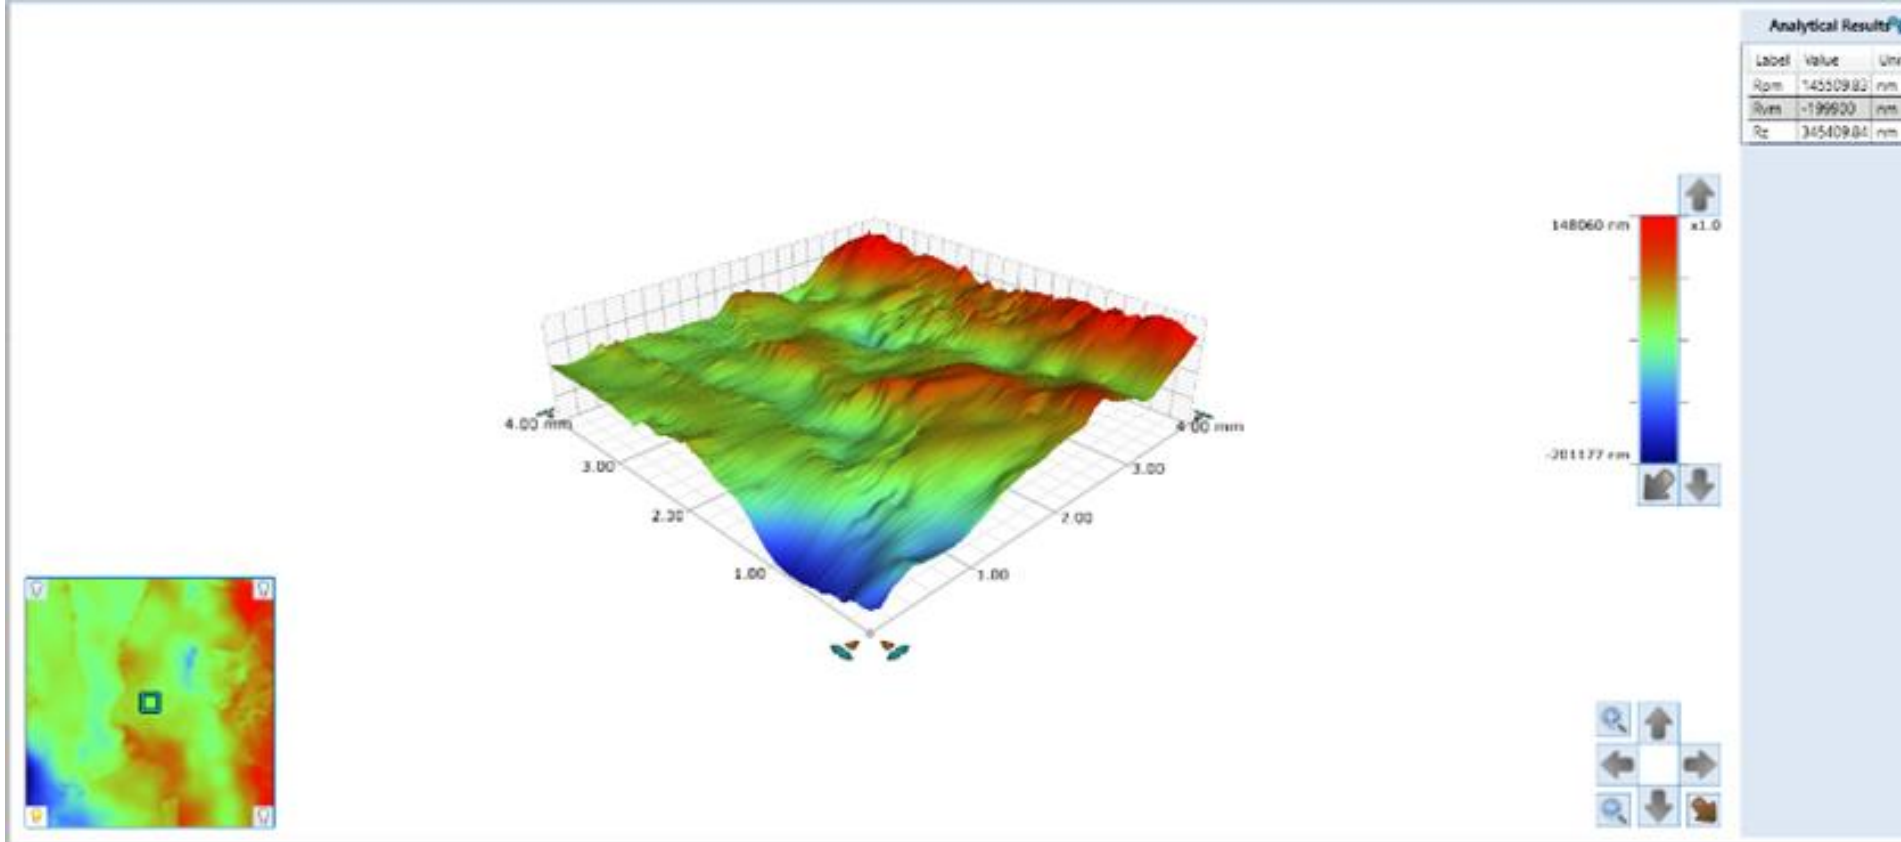 Analytical Results
Label Value
Rpm 145509.83 nm
Rvm -199900 nm
Rz 345409.84 nm
148060 nm x1.0
-201177 nm
4.00 mm
4.00 mm
3.00
3.00
2.00
2.00
1.00
1.00